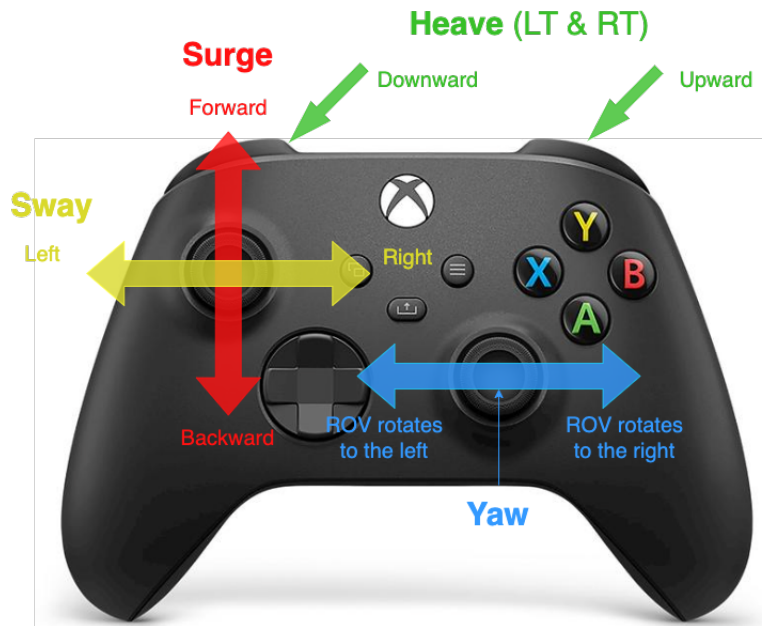 Heave (LT & RT)
Surge
Downward
Upward
Forward
Sway
Left
Right
Y
X
B
A
Backward
ROV rotates
to the left
ROV rotates
to the right
Yaw